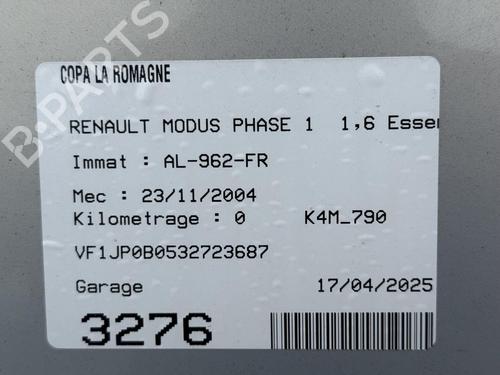 COPA LA ROMAGNE
RENAULT MODUS PHASE 1 1,6 Essen
Immat : AL-962-FR
Mec : 23/11/2004
Kilometrage : 0 K4M_790
VF1JP0B0532723687
Garage 17/04/2025
3276
B-PARTS